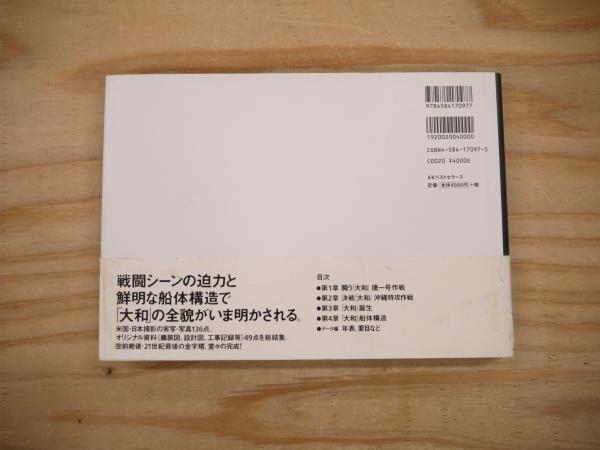 9784584170977
1920020040000
ISBN4-584-17097-5
C0020 ¥4000E
KKベストセラーズ
定価：本体4000円+税
戦闘シーンの迫力と
鮮明な船体構造で
「大和」の全貌がいま明かされる。
米国・日本撮影の実写・写真136点、
オリジナル資料（艤装図、設計図、工事記録等）49点を総結集。
空前絶後・21世紀最後の金字塔、堂々の完成！
目次
●第1章 闘う「大和」 捷一号作戦
●第2章 決戦「大和」 沖縄特攻作戦
●第3章 「大和」誕生
●第4章 「大和」船体構造
●データ編 年表、要目など